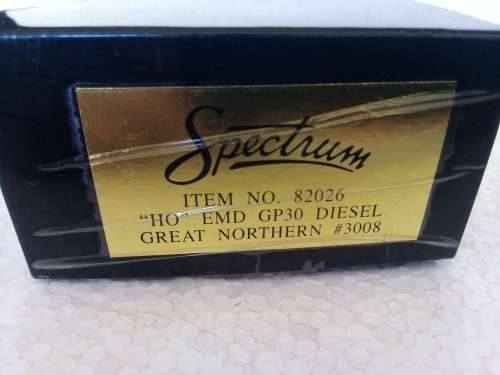 Spectrum
ITEM NO. 82026
"HO" EMD GP30 DIESEL
GREAT NORTHERN #3008